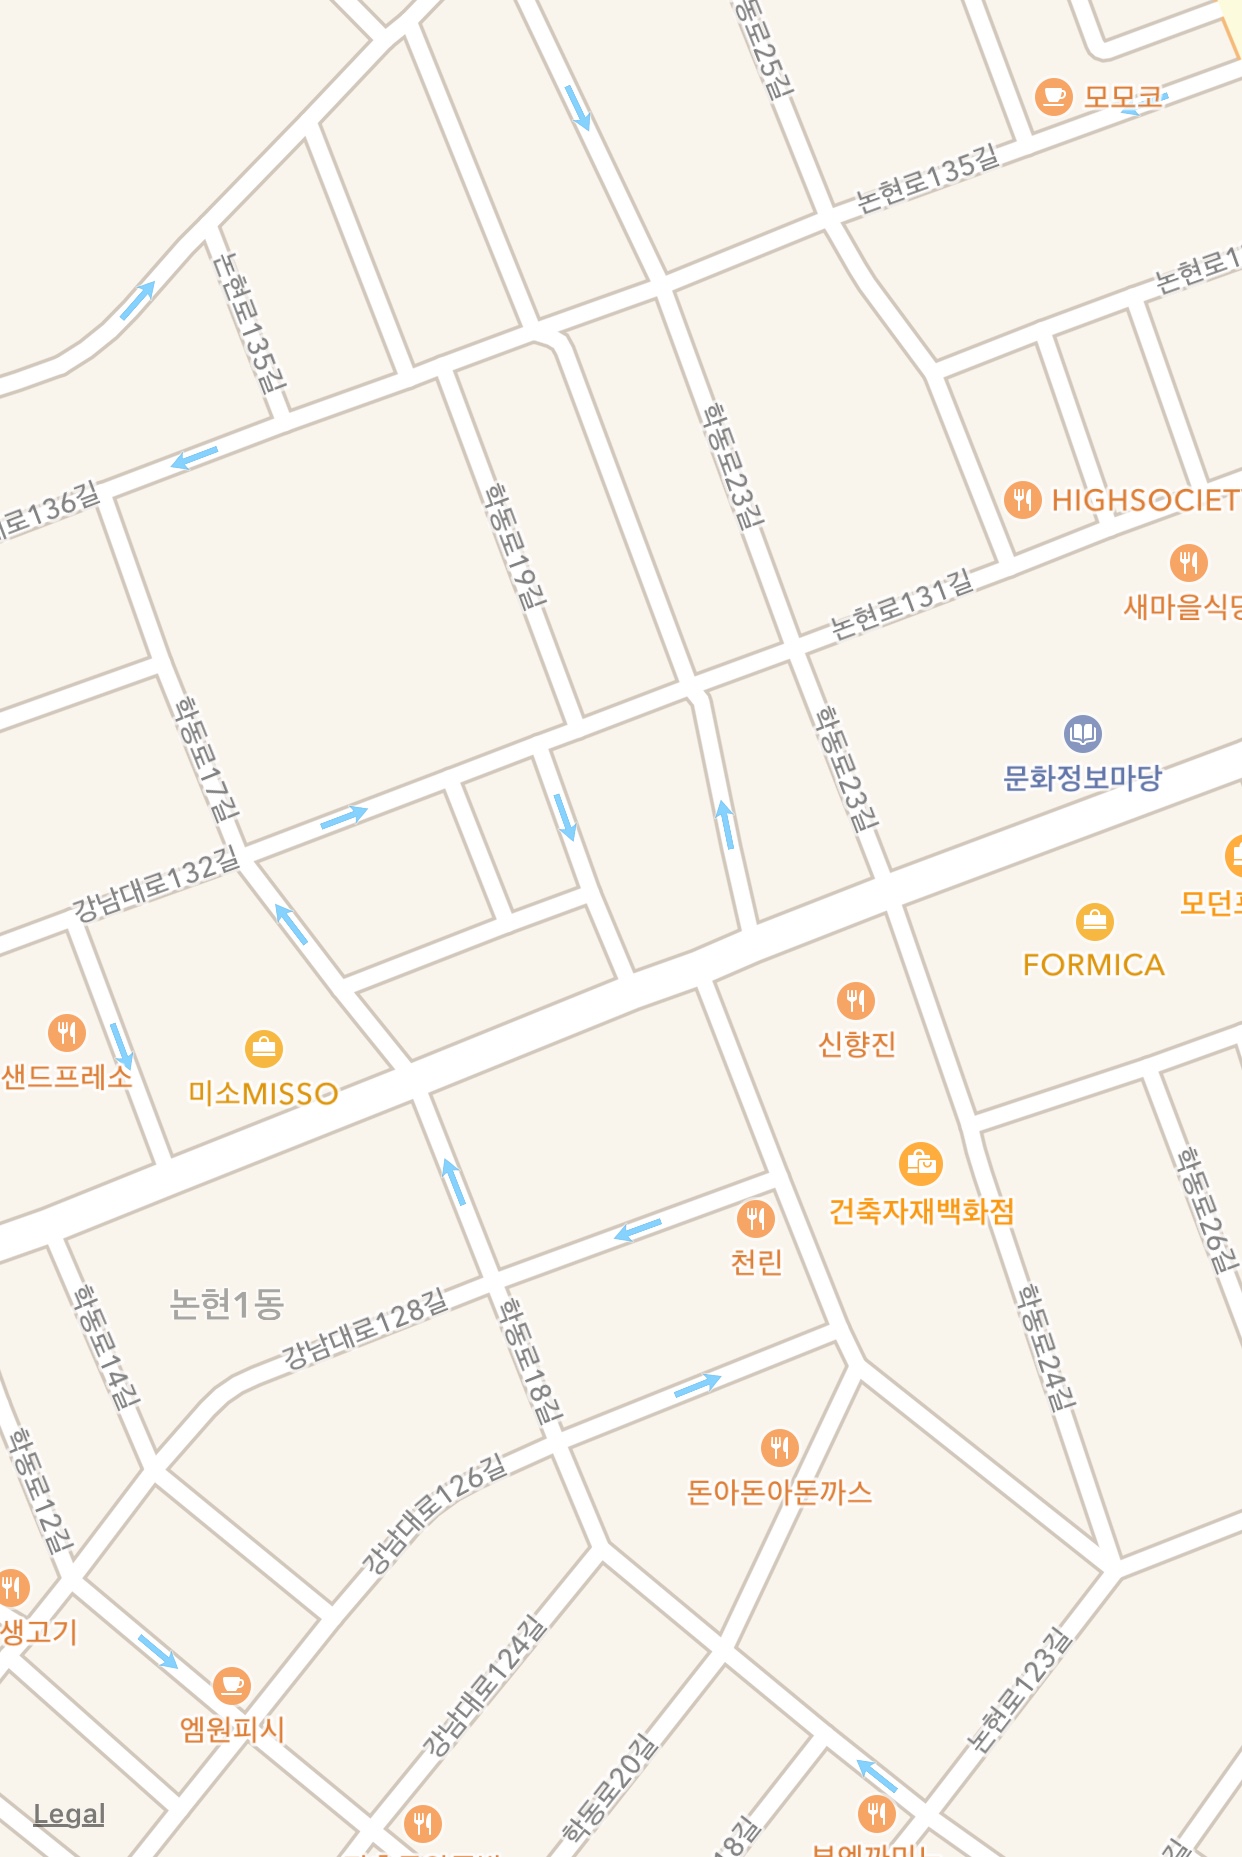 학동로25길
모모코
논현로135길
논현로135길
HIGHSOCIET
학동로23길
학동로19길
로136길
논현로131길
새마을식당
학동로17길
학동로23길
문화정보마당
강남대로132길
모던
FORMICA
샌드프레소
미소MISSO
신향진
건축자재백화점
천린
학동로26길
논현1동
강남대로128길
학동로14길
학동로18길
학동로24길
돈아돈아돈까스
강남대로126길
학동로12길
생고기
엠원피시
강남대로124길
논현로123길
학동로20길
Legal
18길